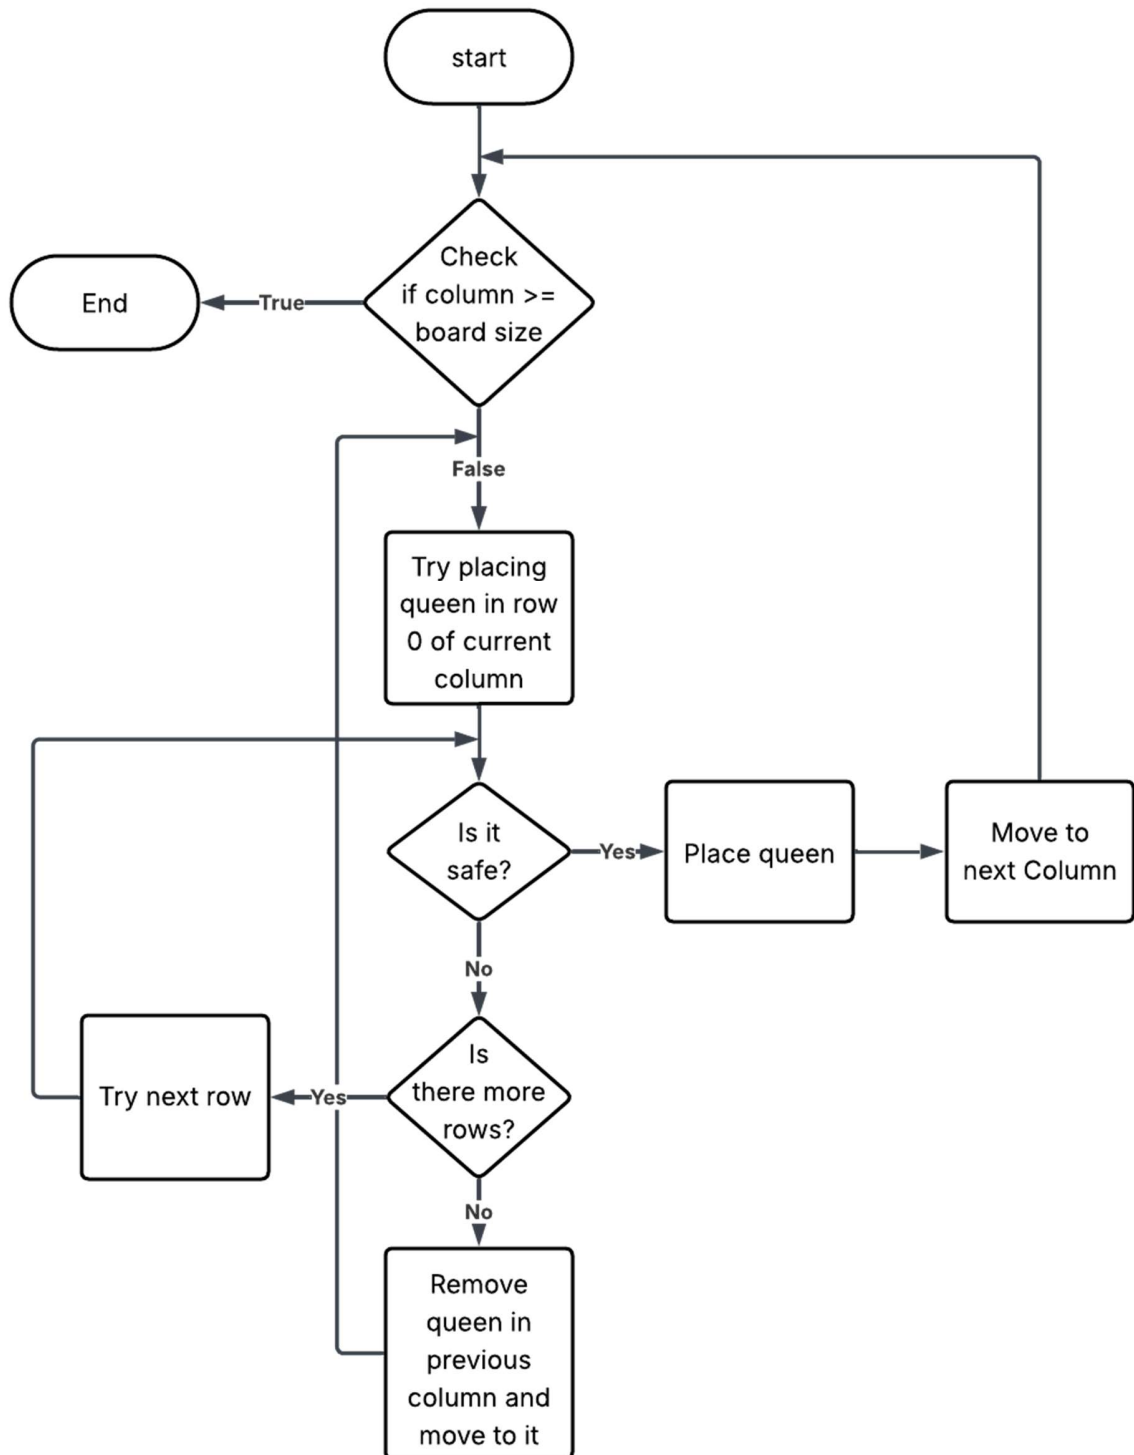 start
Check
if column >=
board size
True
End
False
Try placing
queen in row
0 of current
column
Is it
safe?
Yes
Place queen
Move to
next Column
No
Is
there more
rows?
Yes
Try next row
No
Remove
queen in
previous
column and
move to it